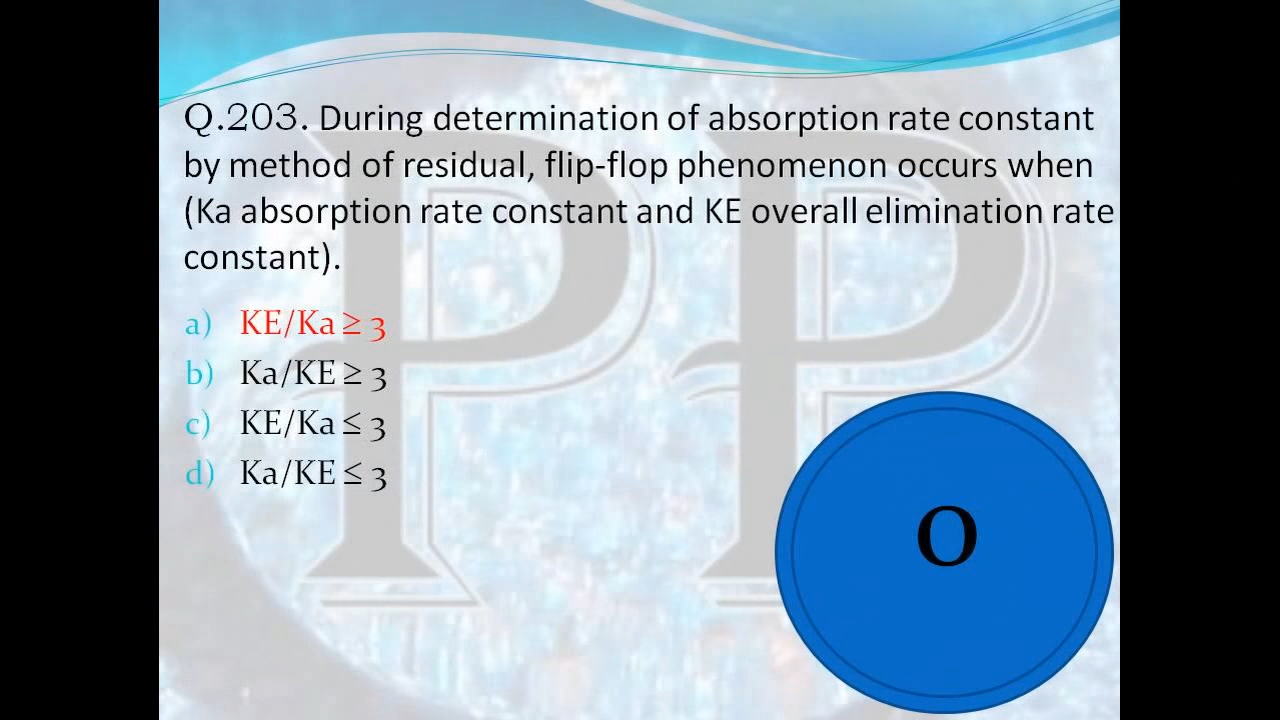 Q.203. During determination of absorption rate constant
by method of residual, flip-flop phenomenon occurs when
(Ka absorption rate constant and KE overall elimination rate
constant).
a) KE/Ka ≥ 3
b) Ka/KE ≥ 3
c) KE/Ka ≤ 3
d) Ka/KE ≤ 3
0
PP